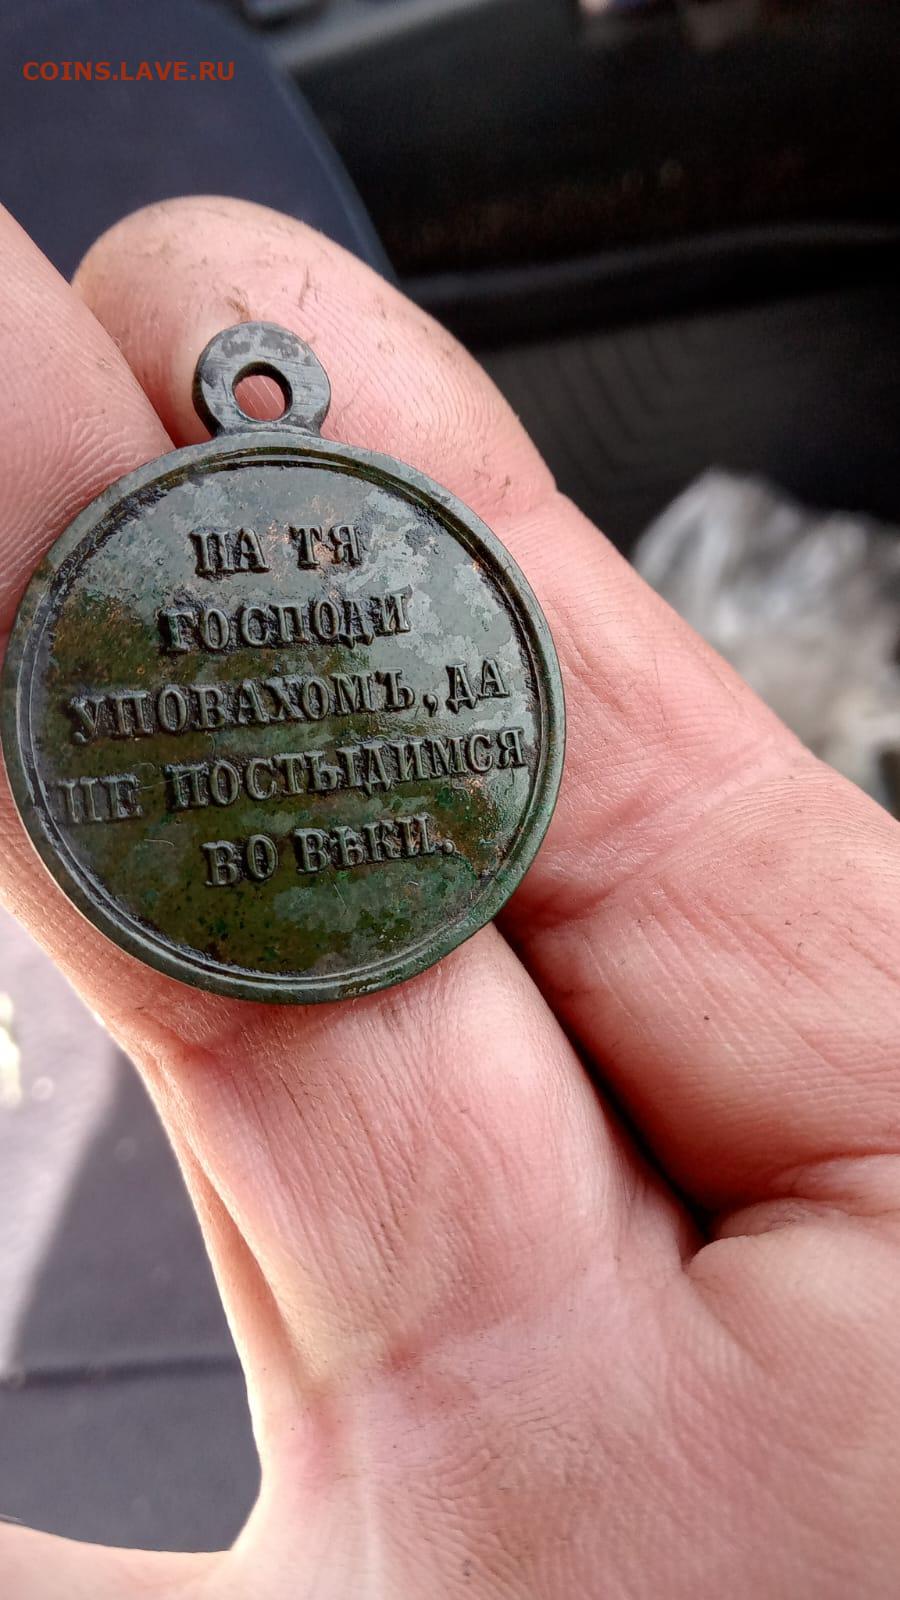 COINS.LAVE.RU
НА ТЯ
ГОСПОДИ
УПОВАХОМЪ, ДА
НЕ ПОСТЫДИМСЯ
ВО ВѢКИ.